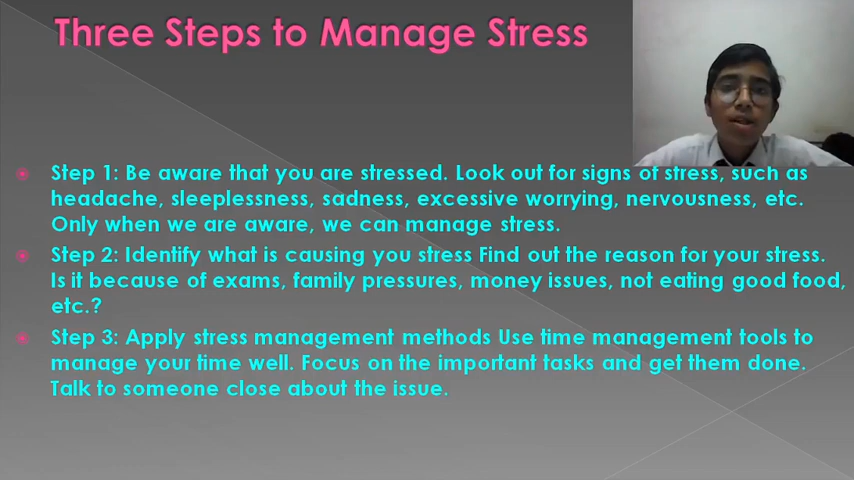 Three Steps to Manage Stress
Step 1: Be aware that you are stressed. Look out for signs of stress, such as
headache, sleeplessness, sadness, excessive worrying, nervousness, etc.
Only when we are aware, we can manage stress.
Step 2: Identify what is causing you stress Find out the reason for your stress.
Is it because of exams, family pressures, money issues, not eating good food,
etc.?
Step 3: Apply stress management methods Use time management tools to
manage your time well. Focus on the important tasks and get them done.
Talk to someone close about the issue.